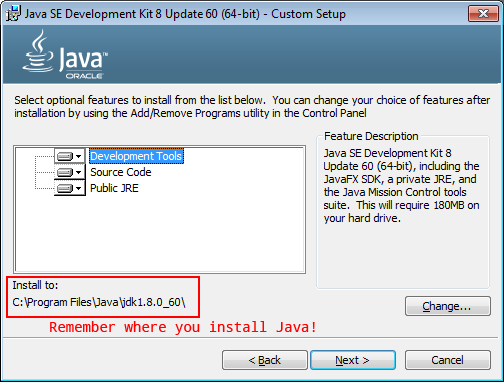 Java SE Development Kit 8 Update 60 (64-bit) - Custom Setup
Java™
ORACLE
Select optional features to install from the list below. You can change your choice of features after
installation by using the Add/Remove Programs utility in the Control Panel
Development Tools
Source Code
Public JRE
Feature Description
Java SE Development Kit 8
Update 60 (64-bit), including the
JavaFX SDK, a private JRE, and
the Java Mission Control tools
suite. This will require 180MB on
your hard drive.
Install to:
C:\Program Files\Java\jdk1.8.0_60\
Change...
Remember where you install Java!
< Back
Next >
Cancel